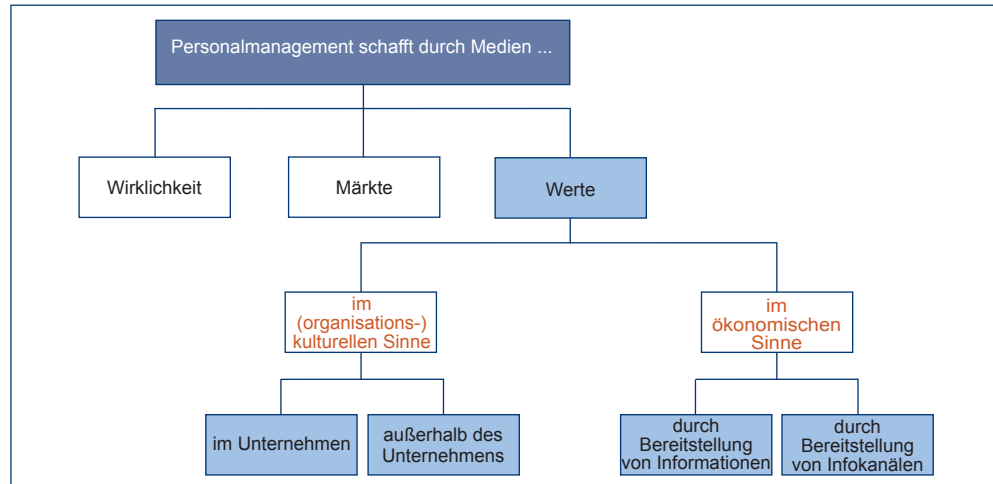 Personalmanagement schafft durch Medien ...
Wirklichkeit
Märkte
Werte
im
(organisations-)
kulturellen Sinne
im
ökonomischen
Sinne
im Unternehmen
außerhalb des
Unternehmens
durch
Bereitstellung
von Informationen
durch
Bereitstellung
von Infokanälen